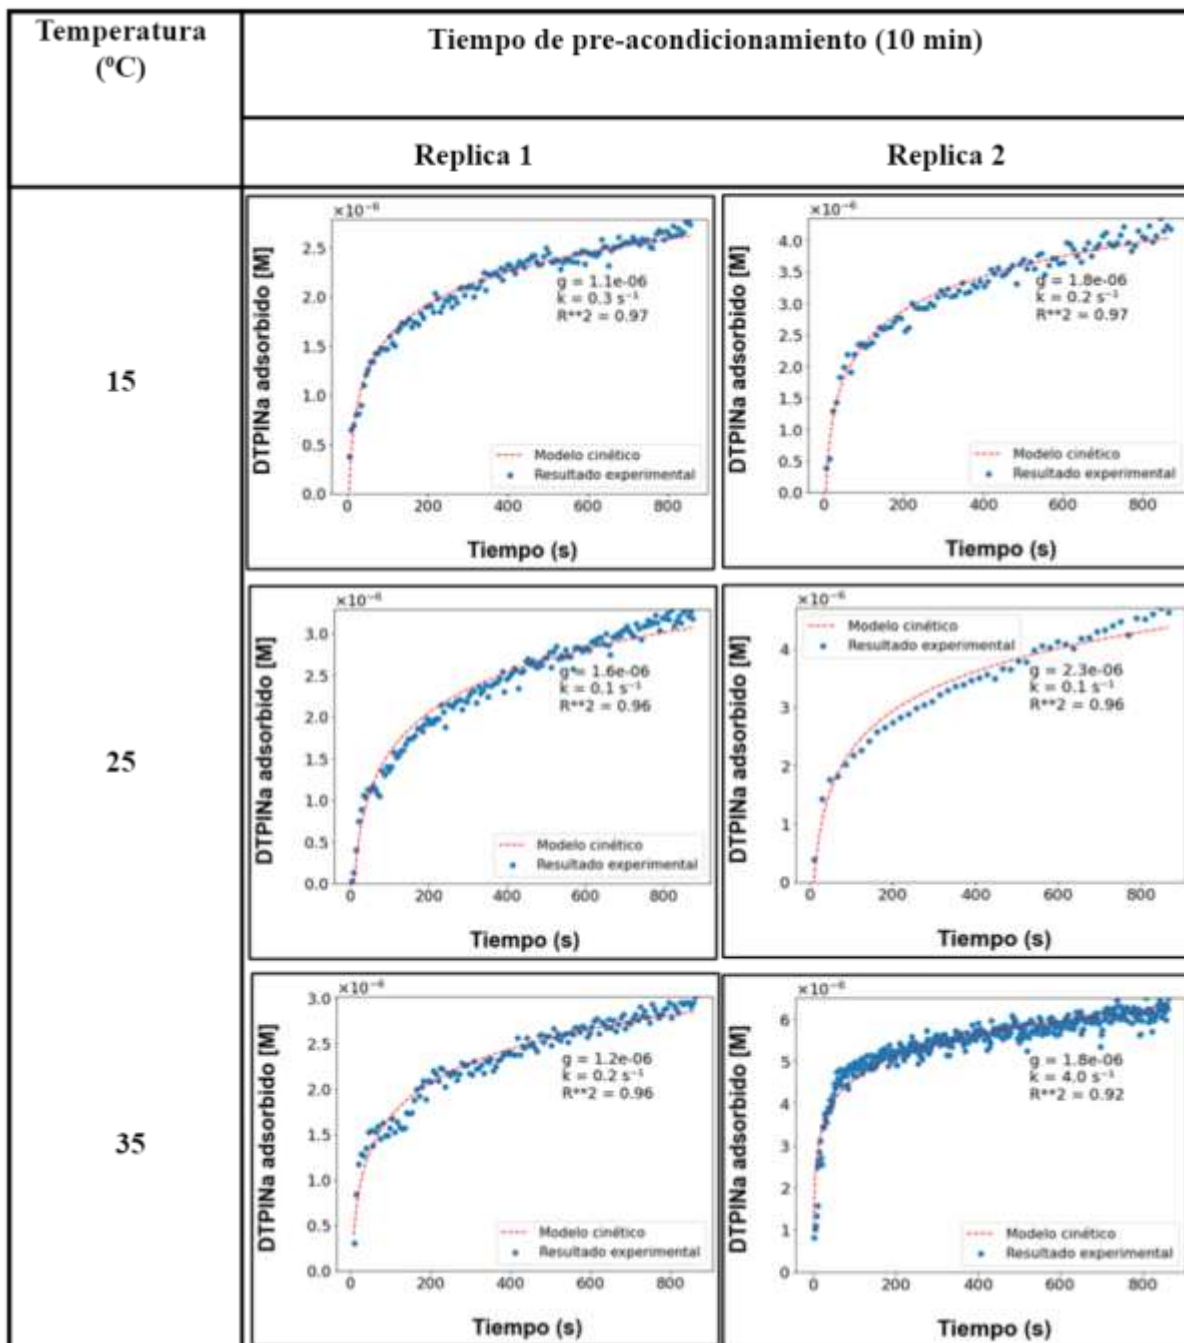 Temperatura
(ºC)
Tiempo de pre-acondicionamiento (10 min)
Replica 1
Replica 2
15
×10⁻⁶
DTPINa adsorbido [M]
2.5
2.0
1.5
1.0
0.5
0.0
g = 1.1e-06
k = 0.3 s⁻¹
R**2 = 0.97
Modelo cinético
Resultado experimental
0 200 400 600 800
Tiempo (s)
×10⁻⁶
DTPINa adsorbido [M]
4.0
3.5
3.0
2.5
2.0
1.5
1.0
0.5
0.0
g = 1.8e-06
k = 0.2 s⁻¹
R**2 = 0.97
Modelo cinético
Resultado experimental
0 200 400 600 800
Tiempo (s)
25
×10⁻⁶
DTPINa adsorbido [M]
3.0
2.5
2.0
1.5
1.0
0.5
0.0
g = 1.6e-06
k = 0.1 s⁻¹
R**2 = 0.96
Modelo cinético
Resultado experimental
0 200 400 600 800
Tiempo (s)
×10⁻⁶
DTPINa adsorbido [M]
Modelo cinético
Resultado experimental
4
3
2
1
0
g = 2.3e-06
k = 0.1 s⁻¹
R**2 = 0.96
0 200 400 600 800
Tiempo (s)
35
×10⁻⁶
DTPINa adsorbido [M]
3.0
2.5
2.0
1.5
1.0
0.5
0.0
g = 1.2e-06
k = 0.2 s⁻¹
R**2 = 0.96
Modelo cinético
Resultado experimental
0 200 400 600 800
Tiempo (s)
×10⁻⁶
DTPINa adsorbido [M]
6
5
4
3
2
1
0
g = 1.8e-06
k = 4.0 s⁻¹
R**2 = 0.92
Modelo cinético
Resultado experimental
0 200 400 600 800
Tiempo (s)